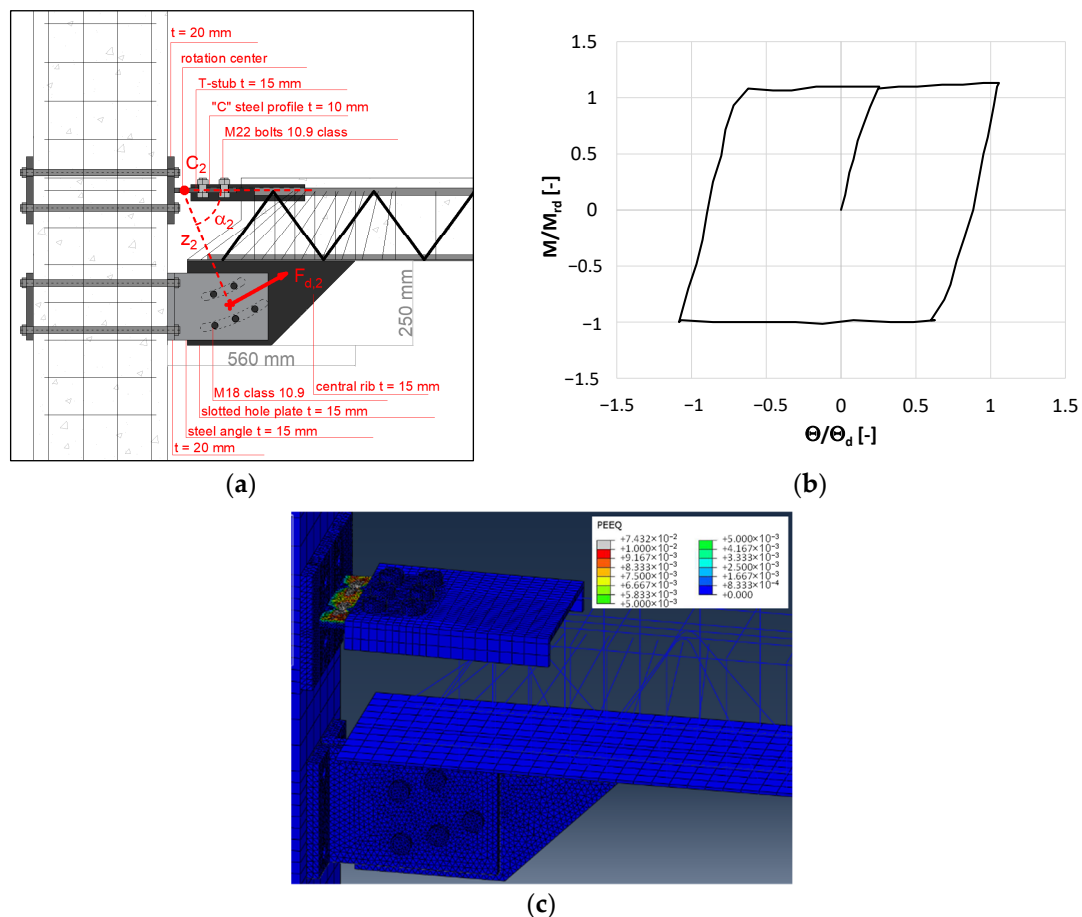 t = 20 mm
rotation center
T-stub t = 15 mm
"C" steel profile t = 10 mm
M22 bolts 10.9 class
C2
α2
z2
Fd,2
250 mm
560 mm
M18 class 10.9
central rib t = 15 mm
slotted hole plate t = 15 mm
steel angle t = 15 mm
t = 20 mm
(a)
1.5
1
0.5
0
−0.5
−1
−1.5
M/Mrd [-]
−1.5
−1
−0.5
0
0.5
1
1.5
Θ/Θd [-]
(b)
PEEQ
+7.432×10−2
+1.000×10−2
+9.167×10−3
+8.333×10−3
+7.500×10−3
+6.667×10−3
+5.833×10−3
+5.000×10−3
+5.000×10−3
+4.167×10−3
+3.333×10−3
+2.500×10−3
+1.667×10−3
+8.333×10−4
+0.000
(c)